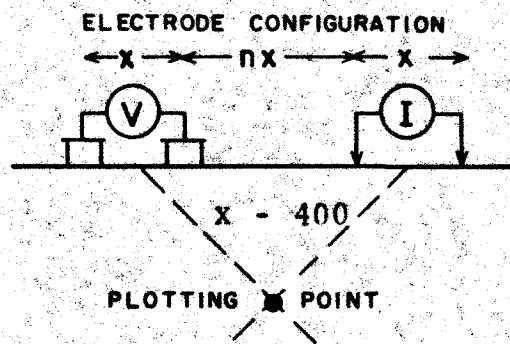 ELECTRODE CONFIGURATION
x nx x
V I
x - 400
PLOTTING POINT